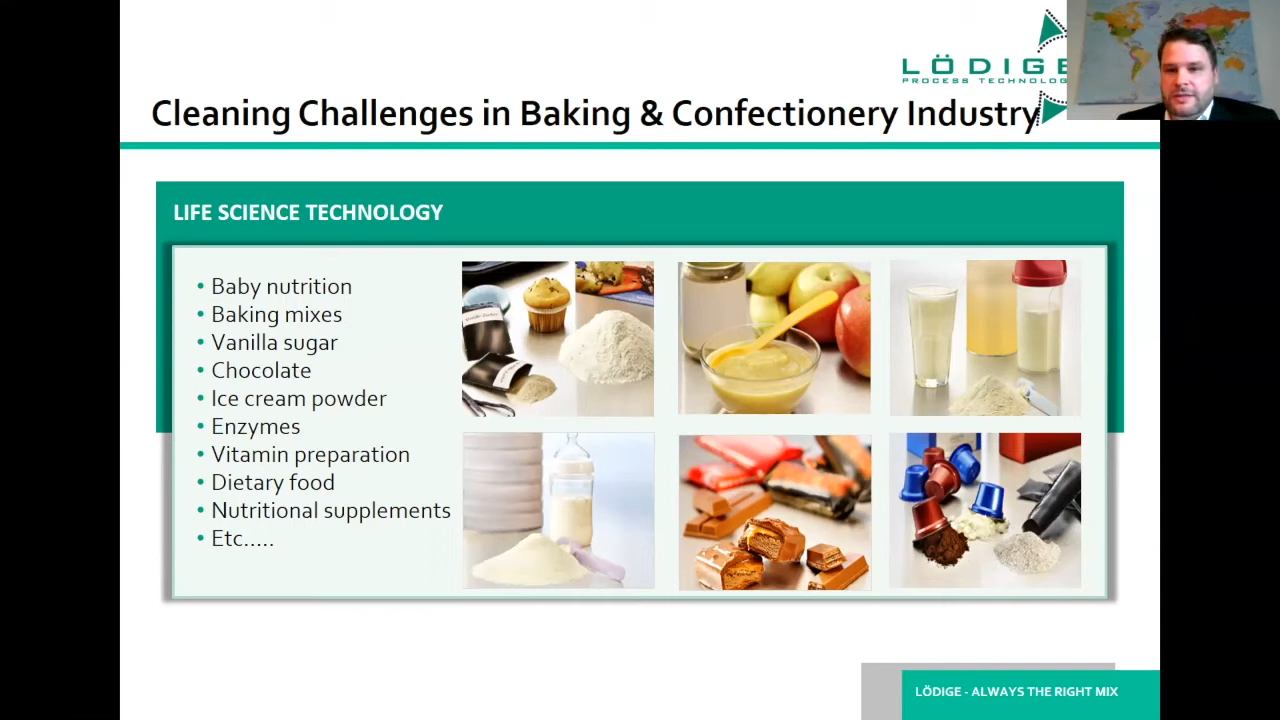 LÖDIGE
PROCESS TECHNOLOG
Cleaning Challenges in Baking & Confectionery Industry
LIFE SCIENCE TECHNOLOGY
• Baby nutrition
• Baking mixes
• Vanilla sugar
• Chocolate
• Ice cream powder
• Enzymes
• Vitamin preparation
• Dietary food
• Nutritional supplements
• Etc.....
LÖDIGE - ALWAYS THE RIGHT MIX